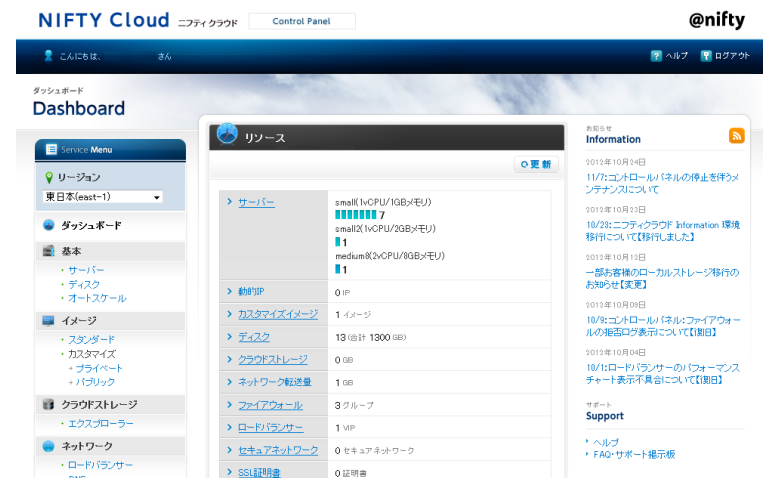 NIFTY Cloud ニフティクラウド Control Panel @nifty
こんにちは、 さん ヘルプ ログアウト
ダッシュボード
Dashboard
Service Menu
リージョン
東日本(east-1)
ダッシュボード
基本
・サーバー
・ディスク
・オートスケール
イメージ
・スタンダード
・カスタマイズ
+ プライベート
+ パブリック
クラウドストレージ
・エクスプローラー
ネットワーク
・ロードバランサー
リソース
更新
サーバー
small(1vCPU/1GBメモリ)
7
small2(1vCPU/2GBメモリ)
1
medium8(2vCPU/8GBメモリ)
1
動的IP 0 IP
カスタマイズイメージ 1 イメージ
ディスク 13 (合計 1300 GB)
クラウドストレージ 0 GB
ネットワーク転送量 1 GB
ファイアウォール 3 グループ
ロードバランサー 1 VIP
セキュアネットワーク 0 セキュアネットワーク
SSL証明書 0 証明書
お知らせ
Information
2012年10月24日
11/7:コントロールパネルの停止を伴うメ
ンテナンスについて
2012年10月23日
10/23:ニフティクラウド Information 環境
移行について【移行しました】
2012年10月12日
一部お客様のローカルストレージ移行の
お知らせ【変更】
2012年10月09日
10/9:コントロールパネル:ファイアウォー
ルの拒否ログ表示について【復旧】
2012年10月04日
10/1:ロードバランサーのパフォーマンス
チャート表示不具合について【復旧】
サポート
Support
ヘルプ
FAQ・サポート掲示板